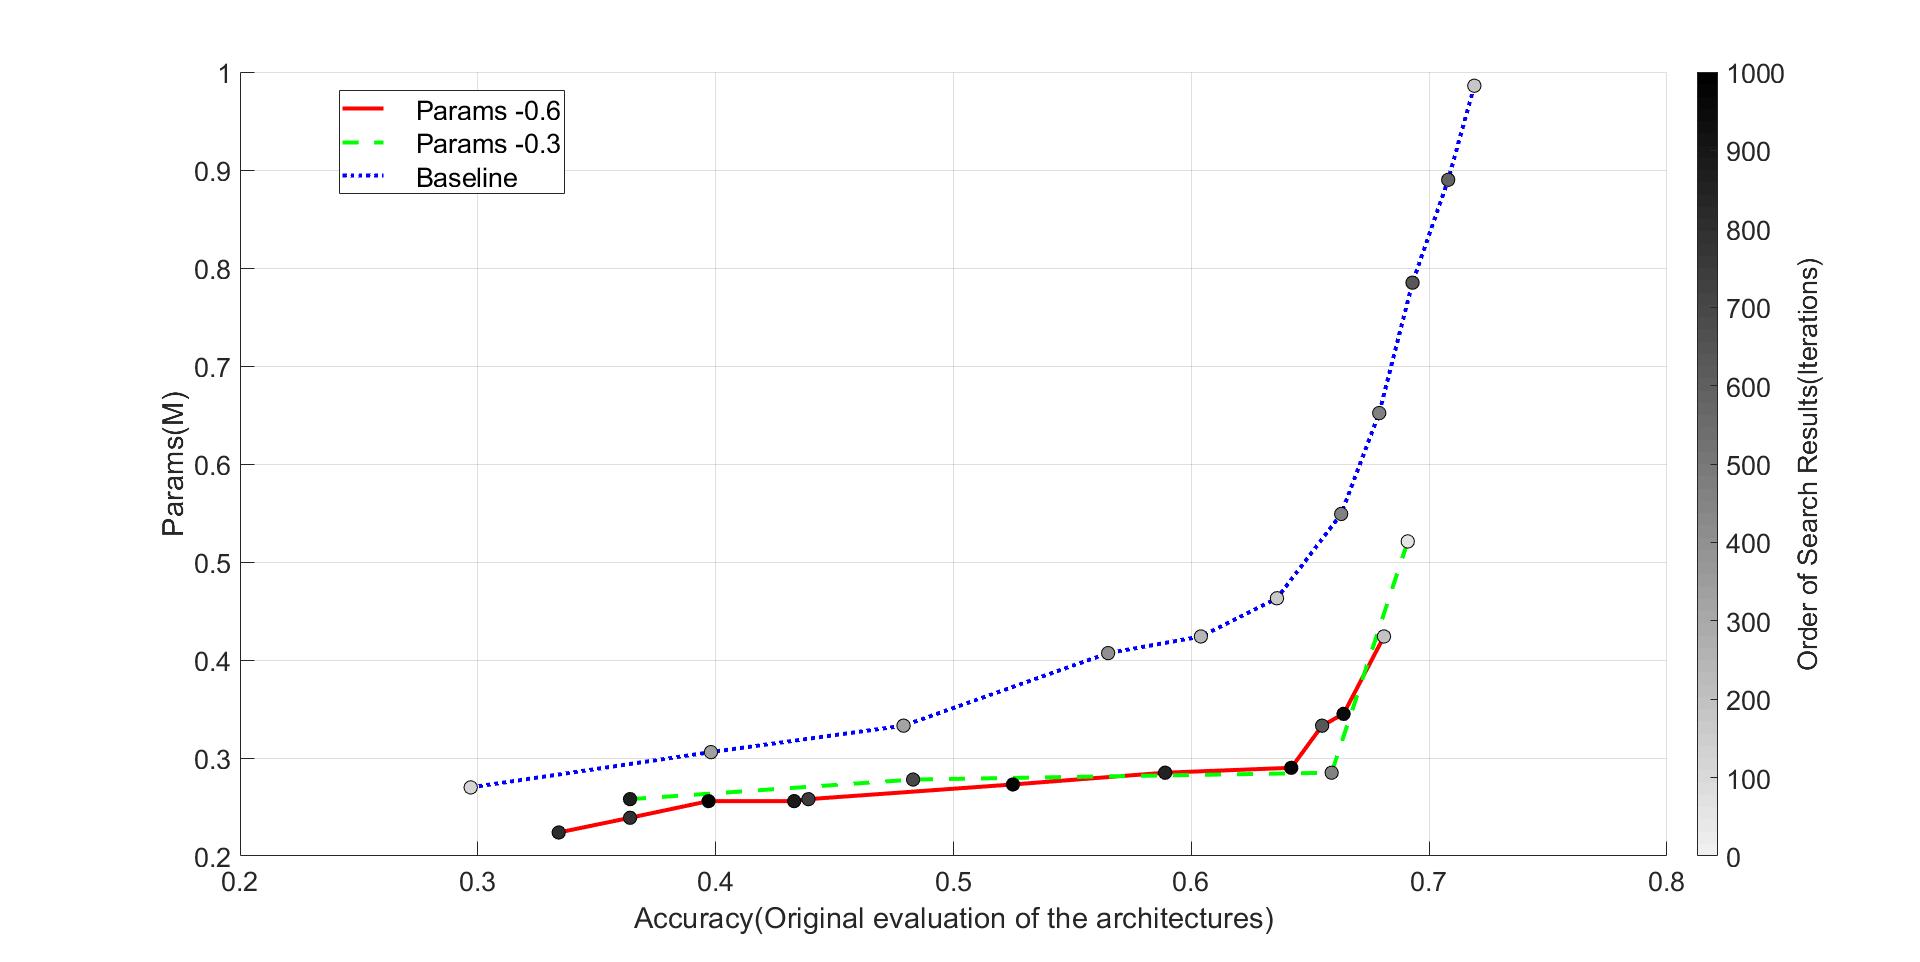 Params -0.6
Params -0.3
Baseline
1
0.9
0.8
0.7
0.6
0.5
0.4
0.3
0.2
Params(M)
0.2 0.3 0.4 0.5 0.6 0.7 0.8
Accuracy(Original evaluation of the architectures)
1000
900
800
700
600
500
400
300
200
100
0
Order of Search Results(Iterations)